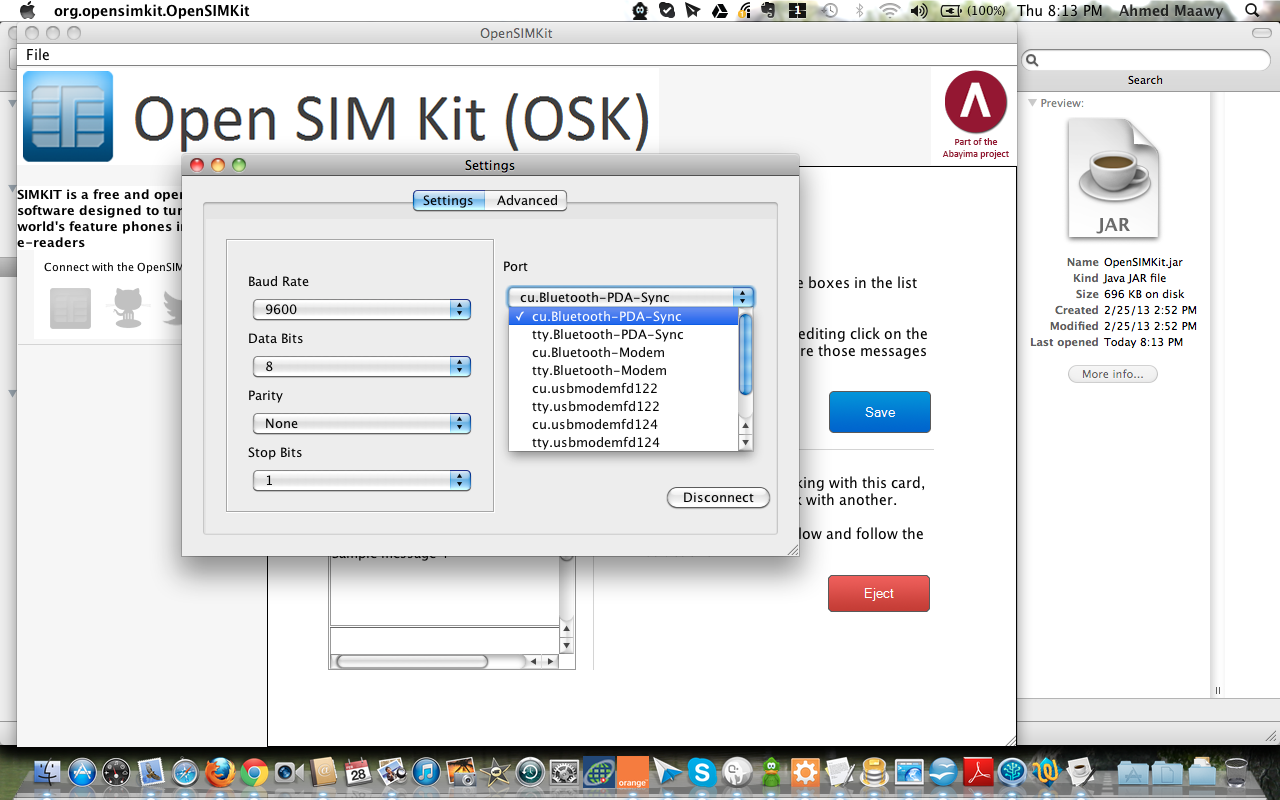 org.opensimkit.OpenSIMKit
1
(100%)
Thu 8:13 PM
Ahmed Maawy
OpenSIMKit
File
Open SIM Kit (OSK)
Part of the
Abayima project
SIMKIT is a free and open
software designed to tur
world's feature phones i
e-readers
Connect with the OpenSIM
Settings
Settings
Advanced
Baud Rate
9600
Data Bits
8
Parity
None
Stop Bits
1
Port
cu.Bluetooth-PDA-Sync
✓ cu.Bluetooth-PDA-Sync
tty.Bluetooth-PDA-Sync
cu.Bluetooth-Modem
tty.Bluetooth-Modem
cu.usbmodemfd122
tty.usbmodemfd122
cu.usbmodemfd124
tty.usbmodemfd124
Disconnect
e boxes in the list
editing click on the
re those messages
Save
king with this card,
with another.
low and follow the
Eject
Sample message
Search
Preview:
JAR
Name OpenSIMKit.jar
Kind Java JAR file
Size 696 KB on disk
Created 2/25/13 2:52 PM
Modified 2/25/13 2:52 PM
Last opened Today 8:13 PM
More info...
28
orange